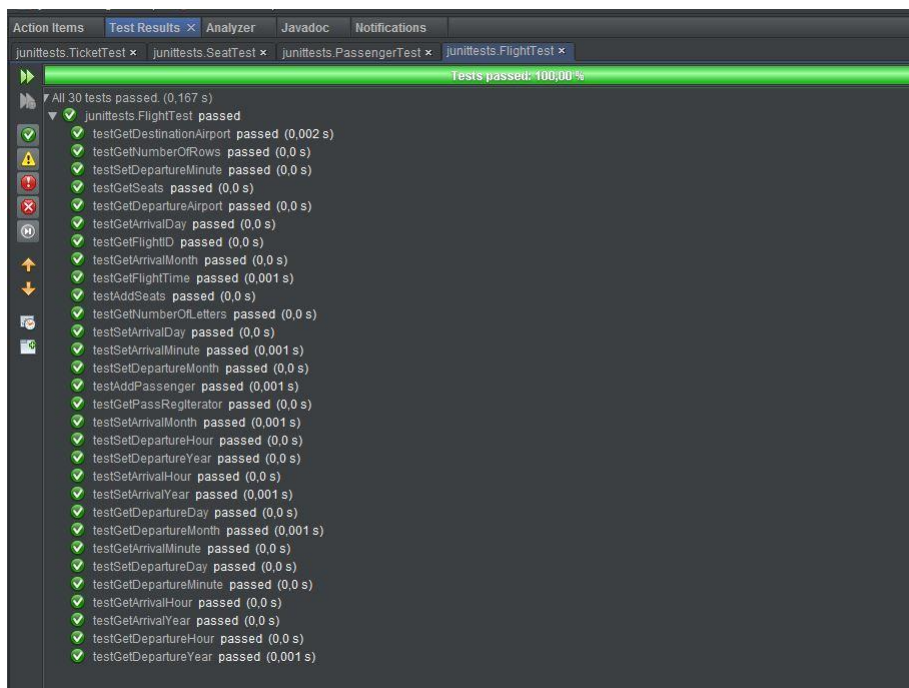 Action Items Test Results × Analyzer Javadoc Notifications
junittests.TicketTest × junittests.SeatTest × junittests.PassengerTest × junittests.FlightTest ×
Tests passed: 100,00 %
All 30 tests passed. (0,167 s)
junittests.FlightTest passed
testGetDestinationAirport passed (0,002 s)
testGetNumberOfRows passed (0,0 s)
testSetDepartureMinute passed (0,0 s)
testGetSeats passed (0,0 s)
testGetDepartureAirport passed (0,0 s)
testGetArrivalDay passed (0,0 s)
testGetFlightID passed (0,0 s)
testGetArrivalMonth passed (0,0 s)
testGetFlightTime passed (0,001 s)
testAddSeats passed (0,0 s)
testGetNumberOfLetters passed (0,0 s)
testSetArrivalDay passed (0,0 s)
testSetArrivalMinute passed (0,001 s)
testSetDepartureMonth passed (0,0 s)
testAddPassenger passed (0,001 s)
testGetPassRegIterator passed (0,0 s)
testSetArrivalMonth passed (0,001 s)
testSetDepartureHour passed (0,0 s)
testSetDepartureYear passed (0,0 s)
testSetArrivalHour passed (0,0 s)
testSetArrivalYear passed (0,001 s)
testGetDepartureDay passed (0,0 s)
testGetDepartureMonth passed (0,001 s)
testGetArrivalMinute passed (0,0 s)
testSetDepartureDay passed (0,0 s)
testGetDepartureMinute passed (0,0 s)
testGetArrivalHour passed (0,0 s)
testGetArrivalYear passed (0,0 s)
testGetDepartureHour passed (0,0 s)
testGetDepartureYear passed (0,001 s)